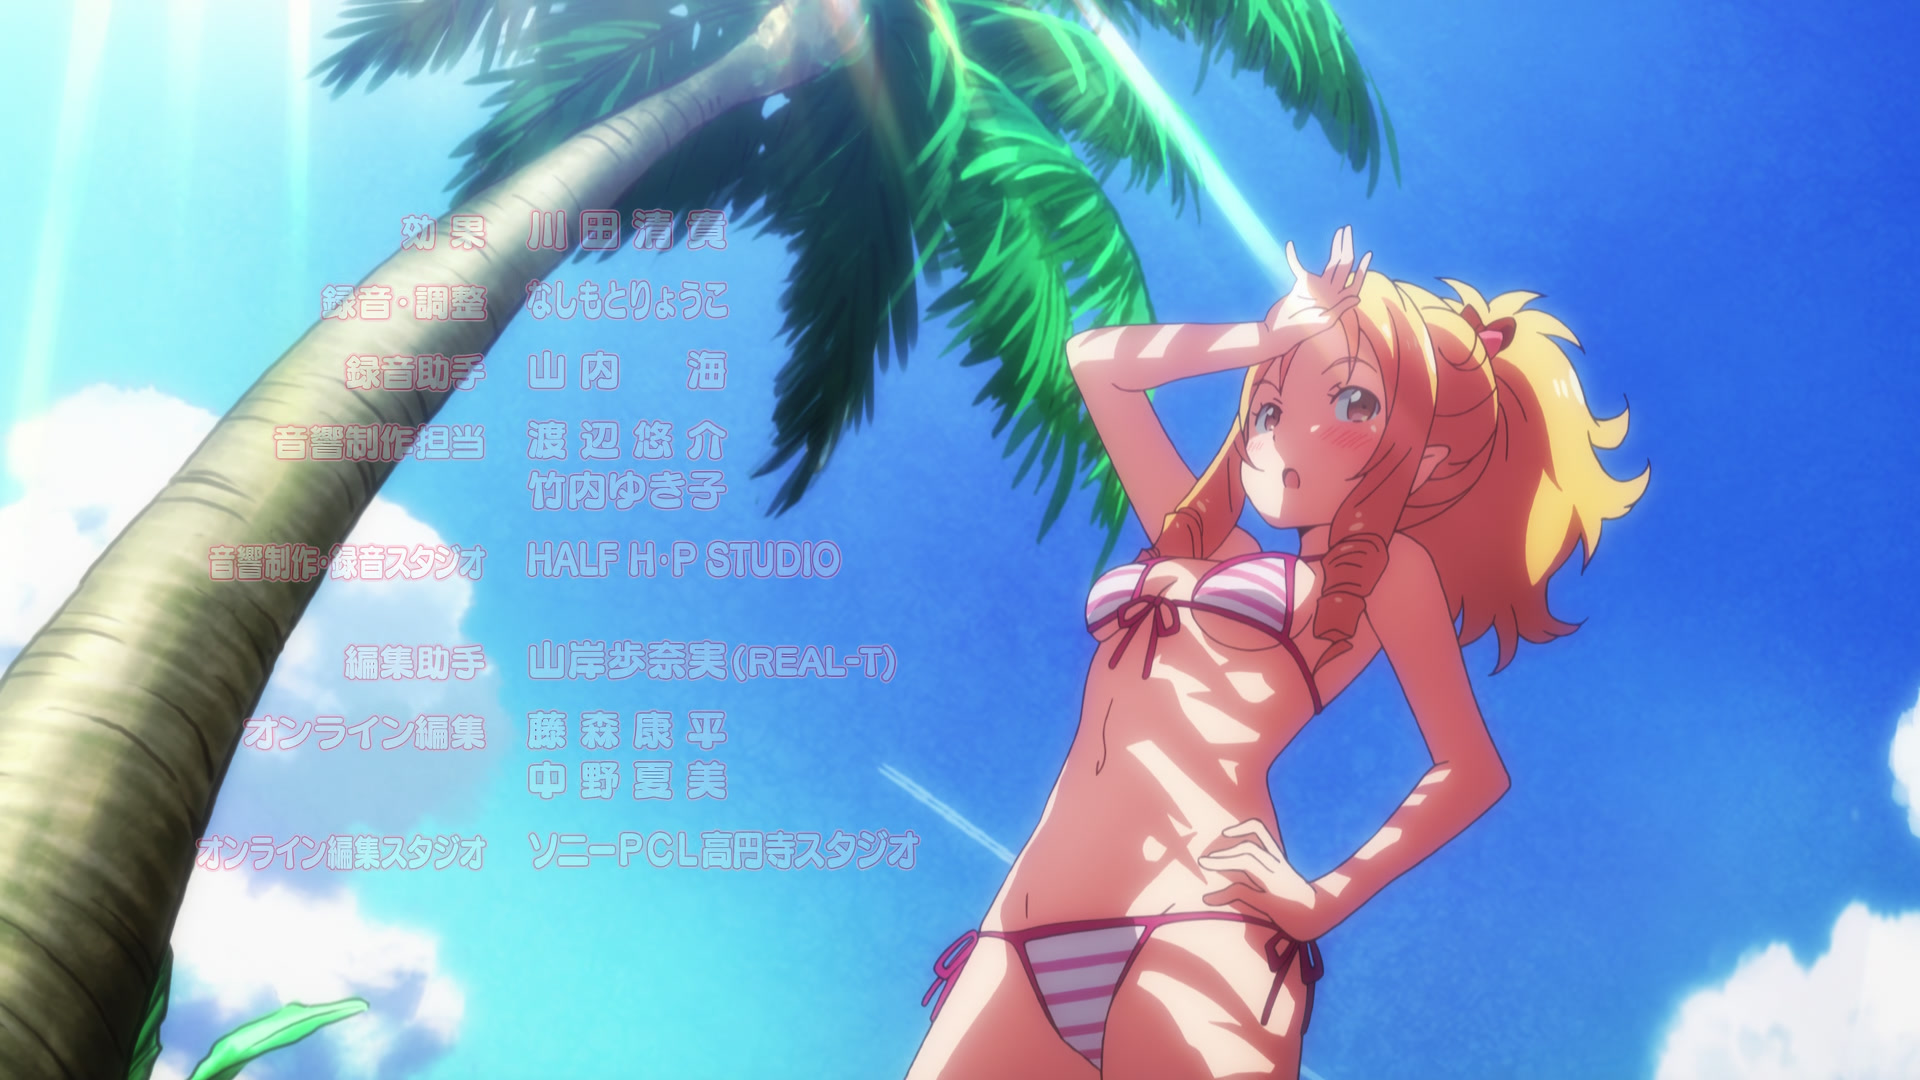 効果 川田清貴
録音・調整 なしもとりょうこ
録音助手 山内 海
音響制作担当 渡辺悠介
竹内ゆき子
音響制作・録音スタジオ HALF H・P STUDIO
編集助手 山岸歩奈実(REAL-T)
オンライン編集 藤森康平
中野夏美
オンライン編集スタジオ ソニーPCL高円寺スタジオ